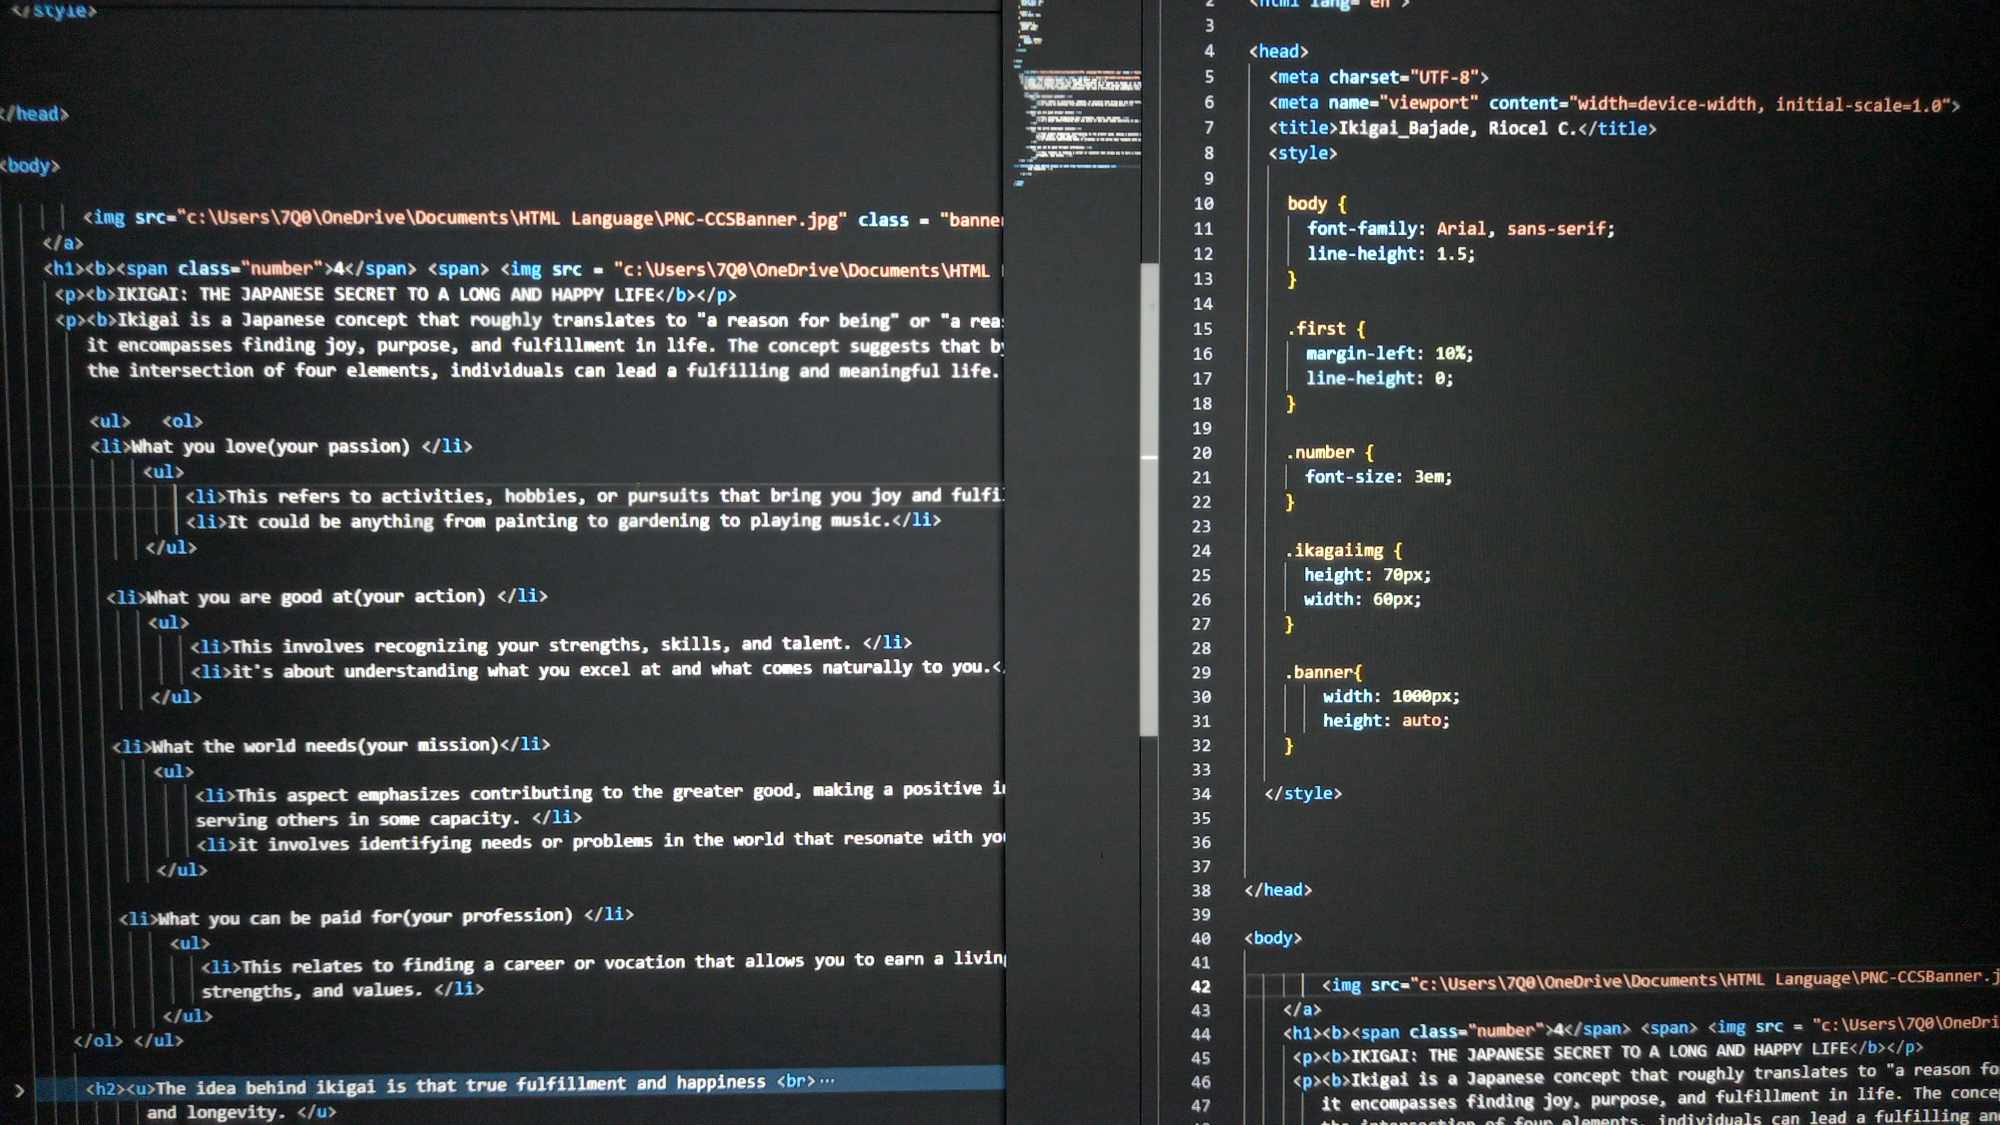 </style>
</head>
<body>
<img src="c:\Users\7Q0\OneDrive\Documents\HTML Language\PNC-CCSBanner.jpg" class = "banner
</a>
<h1><b><span class="number">4</span> <span> <img src = "c:\Users\7Q0\OneDrive\Documents\HTML
<p><b>IKIGAI: THE JAPANESE SECRET TO A LONG AND HAPPY LIFE</b></p>
<p><b>Ikigai is a Japanese concept that roughly translates to "a reason for being" or "a rea
it encompasses finding joy, purpose, and fulfillment in life. The concept suggests that by
the intersection of four elements, individuals can lead a fulfilling and meaningful life.
<ul> <ol>
<li>What you love(your passion) </li>
<ul>
<li>This refers to activities, hobbies, or pursuits that bring you joy and fulfi
<li>It could be anything from painting to gardening to playing music.</li>
</ul>
<li>What you are good at(your action) </li>
<ul>
<li>This involves recognizing your strengths, skills, and talent. </li>
<li>it's about understanding what you excel at and what comes naturally to you.<
</ul>
<li>What the world needs(your mission)</li>
<ul>
<li>This aspect emphasizes contributing to the greater good, making a positive i
serving others in some capacity. </li>
<li>it involves identifying needs or problems in the world that resonate with yo
</ul>
<li>What you can be paid for(your profession) </li>
<ul>
<li>This relates to finding a career or vocation that allows you to earn a livin
strengths, and values. </li>
</ul>
</ol> </ul>
<h2><u>The idea behind ikigai is that true fulfillment and happiness <br>⋯
and longevity. </u>
2 <html lang="en">
3
4 <head>
5 <meta charset="UTF-8">
6 <meta name="viewport" content="width=device-width, initial-scale=1.0">
7 <title>Ikigai_Bajade, Riocel C.</title>
8 <style>
9
10 body {
11 font-family: Arial, sans-serif;
12 line-height: 1.5;
13 }
14
15 .first {
16 margin-left: 10%;
17 line-height: 0;
18 }
19
20 .number {
21 font-size: 3em;
22 }
23
24 .ikagaiimg {
25 height: 70px;
26 width: 60px;
27 }
28
29 .banner{
30 width: 1000px;
31 height: auto;
32 }
33
34 </style>
35
36
37
38 </head>
39
40 <body>
41
42 <img src="c:\Users\7Q0\OneDrive\Documents\HTML Language\PNC-CCSBanner.j
43 </a>
44 <h1><b><span class="number">4</span> <span> <img src = "c:\Users\7Q0\OneDri
45 <p><b>IKIGAI: THE JAPANESE SECRET TO A LONG AND HAPPY LIFE</b></p>
46 <p><b>Ikigai is a Japanese concept that roughly translates to "a reason fo
47 it encompasses finding joy, purpose, and fulfillment in life. The conce
the intersection of four elements, individuals can lead a fulfilling an